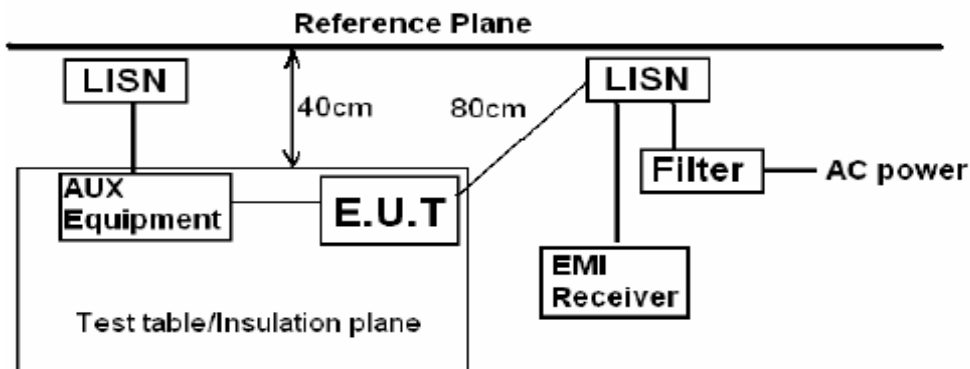 Reference Plane
LISN
40cm
80cm
LISN
Filter
AC power
AUX
Equipment
E.U.T
EMI
Receiver
Test table/Insulation plane